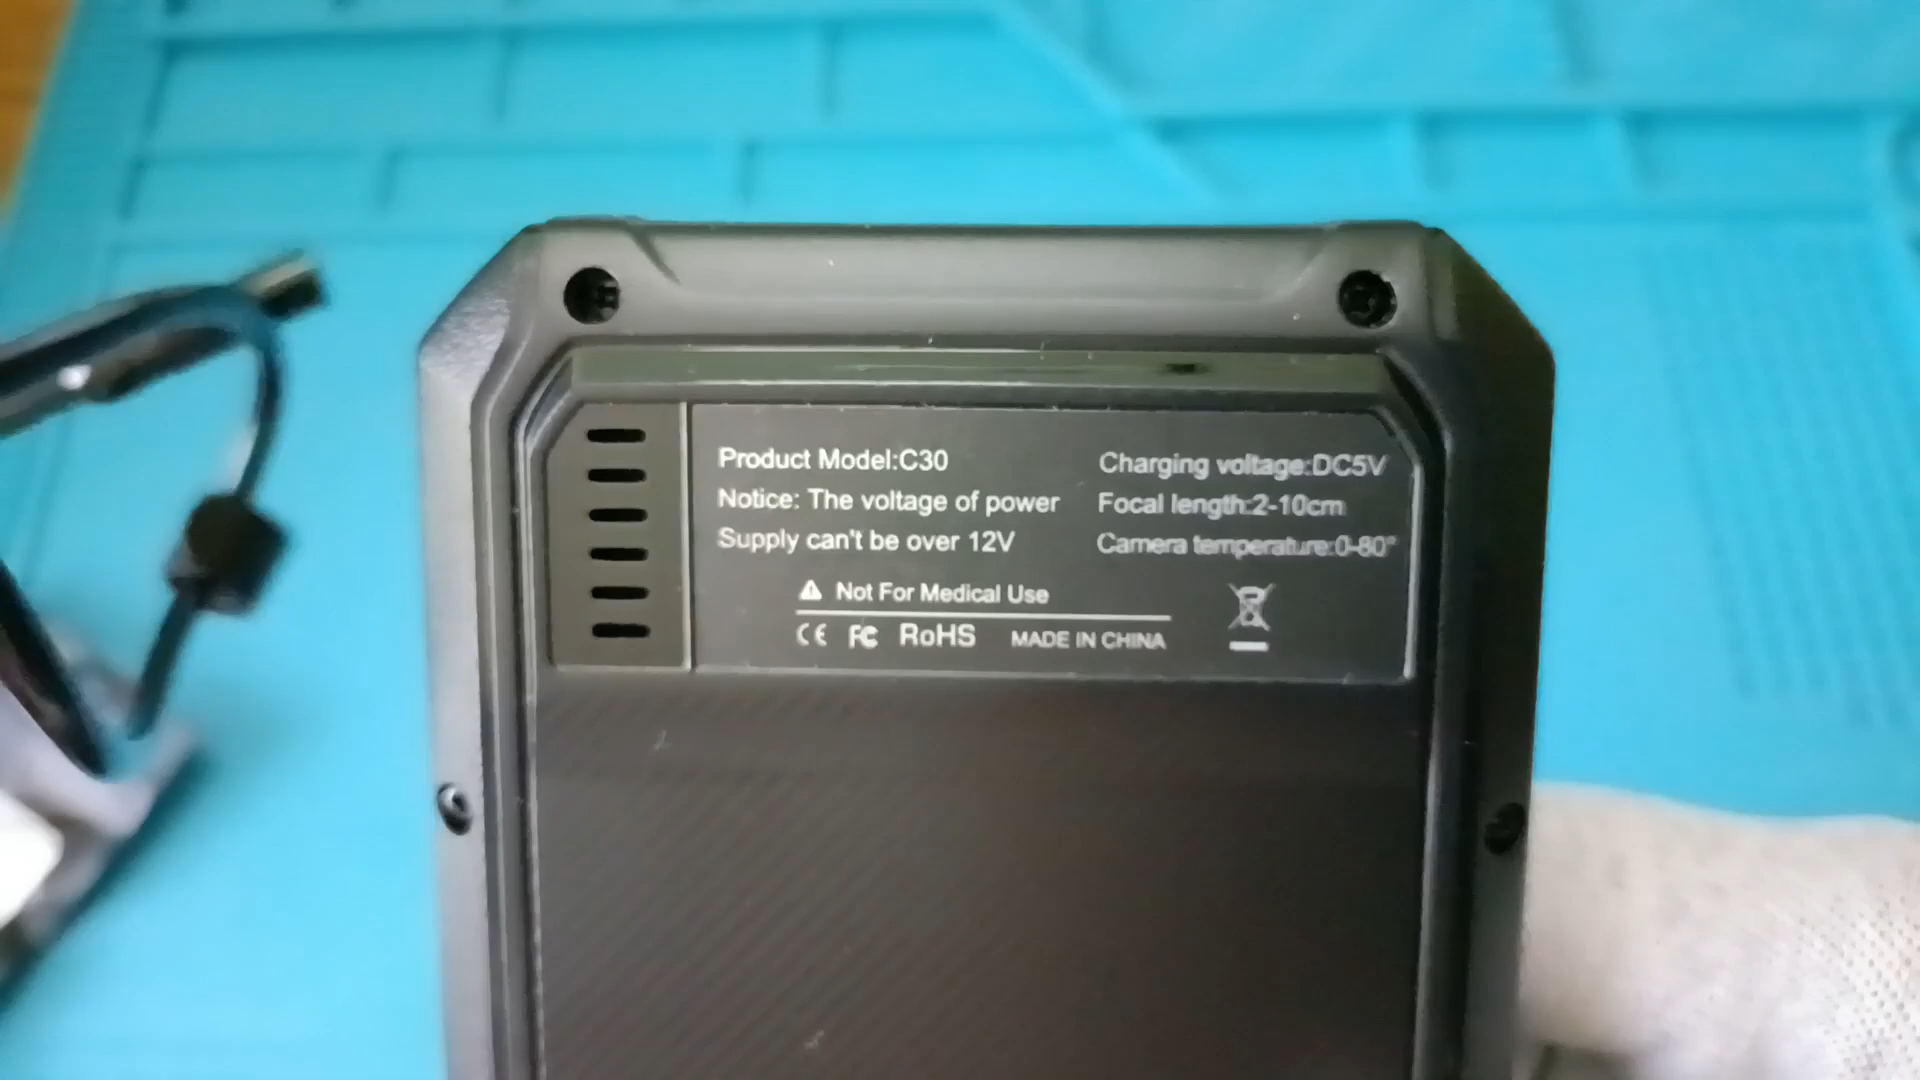 Product Model:C30
Notice: The voltage of power
Supply can't be over 12V
Charging voltage:DC5V
Focal length:2-10cm
Camera temperature:0-80°
⚠ Not For Medical Use
CE FC RoHS MADE IN CHINA